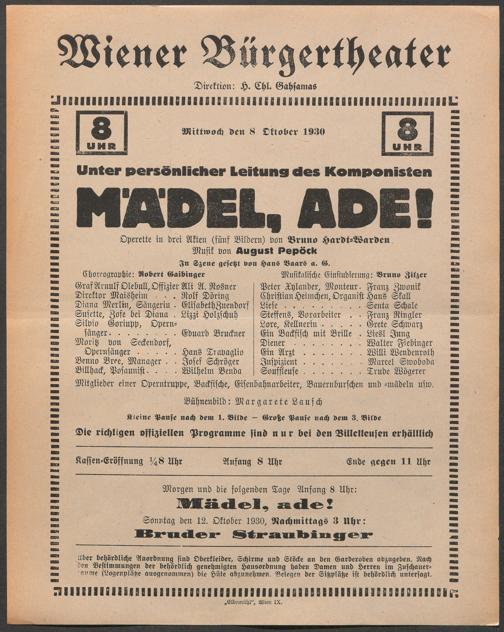 Wiener Bürgertheater
Direktion: H. Chl. Gahsamas
8 UHR
Mittwoch den 8 Oktober 1930
8 UHR
Unter persönlicher Leitung des Komponisten
MÄDEL, ADE!
Operette in drei Akten (fünf Bildern) von Bruno Hardt-Warden
Musik von August Pepöck
In Szene gesetzt von Hans Baars a. G.
Choreographie: Robert Gaibinger
Graf Arnulf Olebull, Offizier Ali A. Rosner
Direktor Maisheim . . . . Rolf Döring
Diana Merlin, Sängerin . Elisabeth Zwendorf
Susette, Zofe bei Diana . Lizzi Holzschuh
Silvio Gorinpp, Opern-
sänger . . . . Eduard Bruckner
Moritz von Seckendorf,
Opernsänger . . . . Hans Travaglio
Benno Bree, Manager . . Josef Schröger
Billhack, Posaunist . . . Wilhelm Benda
Musikalische Einstudierung: Bruno Filzer
Peter Xylander, Monteur . Franz Zwonik
Christian Heimchen, Organist Hans Skall
Liese . . . . Senta Schale
Steffens, Vorarbeiter . . Franz Ringler
Lore, Kellnerin . . . . Grete Schwarz
Ein Backfisch mit Brille . Liesl Jung
Diener . . . . Walter Fiebinger
Ein Arzt . . . . Willi Wendenroth
Inspizient . . . . Marcel Swoboda
Souffleuse . . . . Trude Wögerer
Mitglieder einer Operntruppe, Backfische, Eisenbahnarbeiter, Bauernburschen und -mädeln usw.
Bühnenbild: Margarete Lausch
Kleine Pause nach dem 1. Bilde — Große Pause nach dem 3. Bilde
Die richtigen offiziellen Programme sind nur bei den Billetteusen erhältlich
Kassen-Eröffnung ½8 Uhr Anfang 8 Uhr Ende gegen 11 Uhr
Morgen und die folgenden Tage Anfang 8 Uhr:
Mädel, ade!
Sonntag den 12. Oktober 1930, Nachmittags 3 Uhr:
Bruder Straubinger
behördliche Anordnung sind Oberkleider, Schirme und Stöcke an den Garderoben abzugeben. Nach
den Bestimmungen der behördlich genehmigten Hausordnung haben Damen und Herren im Zuschauer-
raume (Logenplätze ausgenommen) die Hüte abzunehmen. Belegen der Sitzplätze ist behördlich untersagt.
„Elbemühl“, Wien IX.